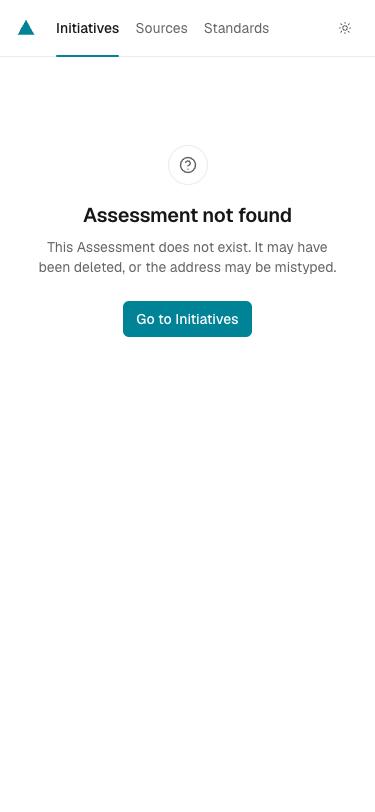 Initiatives Sources Standards
Assessment not found
This Assessment does not exist. It may have
been deleted, or the address may be mistyped.
Go to Initiatives